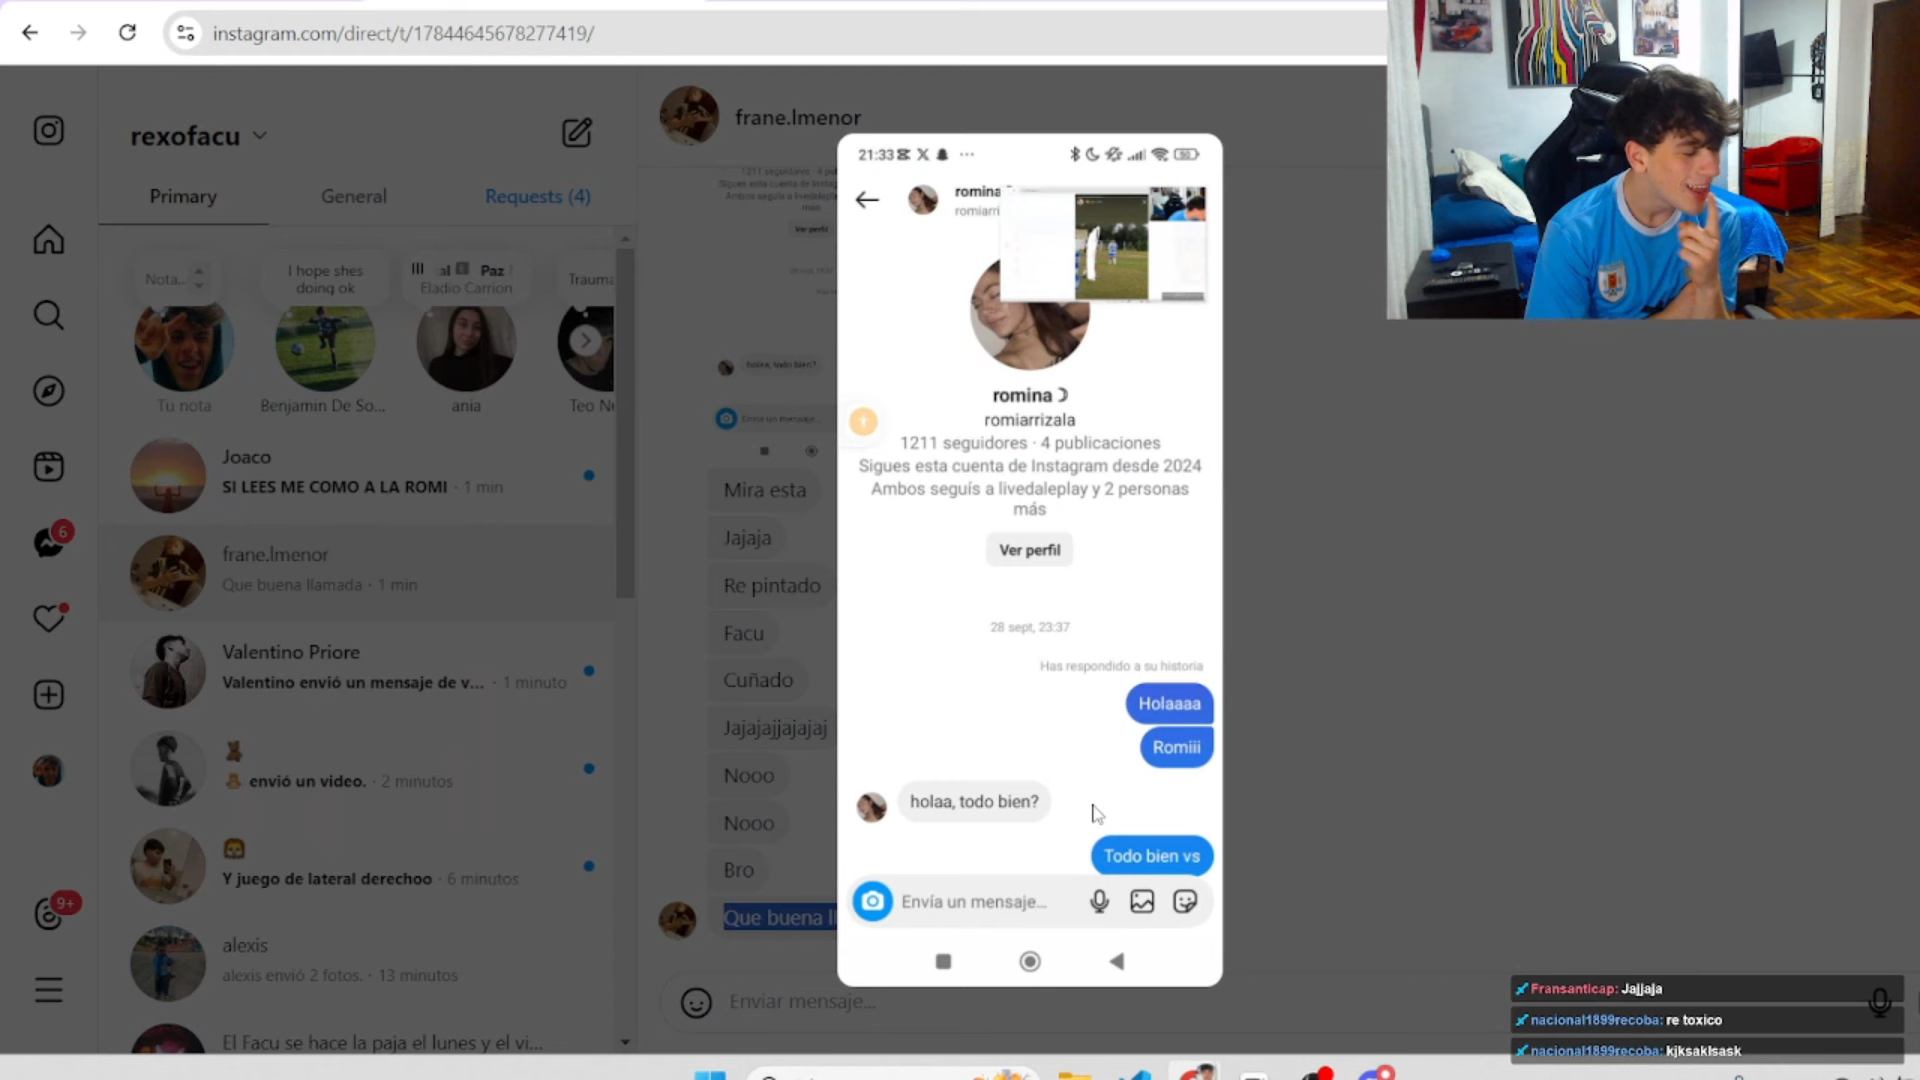 instagram.com/direct/t/17844645678277419/
rexofacu
Primary
General
Requests (4)
Nota...
I hope shes
doing ok
al E Paz
Eladio Carrion
Trauma
Tu nota
Benjamin De So...
ania
Teo
Joaco
SI LEES ME COMO A LA ROMI · 1 min
frane.lmenor
Que buena llamada · 1 min
Valentino Priore
Valentino envió un mensaje de v... · 1 minuto
envió un video. · 2 minutos
Y juego de lateral derechoo · 6 minutos
alexis
alexis envió 2 fotos. · 13 minutos
El Facu se hace la paja el lunes y el vi...
6
9+
frane.lmenor
Ver perfil
holaa, todo bien?
Envía un mensaje...
Mira esta
Jajaja
Re pintado
Facu
Cuñado
Jajajajjajajaj
Nooo
Nooo
Bro
Que buena ll
Enviar mensaje...
21:33
romina
romiarri
romina
romiarrizala
1211 seguidores · 4 publicaciones
Sigues esta cuenta de Instagram desde 2024
Ambos seguís a livedaleplay y 2 personas
más
Ver perfil
28 sept, 23:37
Has respondido a su historia
Holaaaa
Romiii
holaa, todo bien?
Todo bien vs
Envía un mensaje...
Fransanticap: Jajjaja
nacional1899recoba: re toxico
nacional1899recoba: kjksaklsask